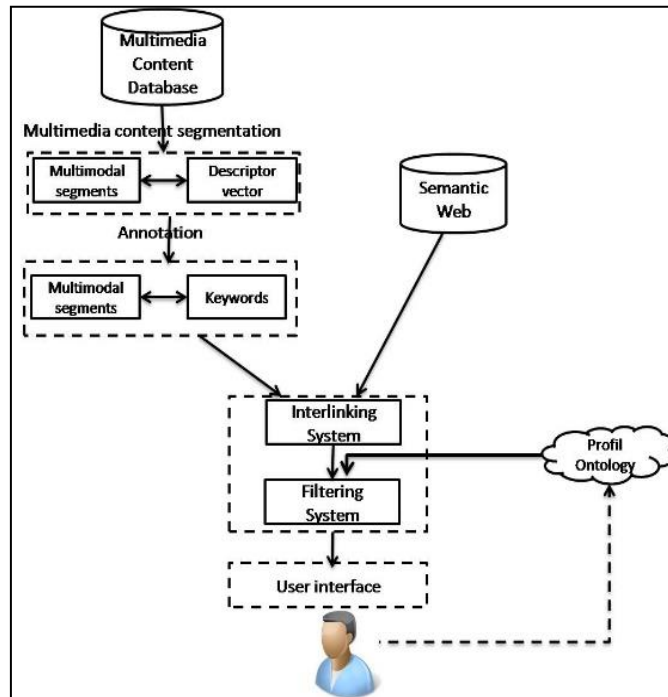 Multimedia
Content
Database
Multimedia content segmentation
Multimodal
segments
Descriptor
vector
Semantic
Web
Annotation
Multimodal
segments
Keywords
Interlinking
System
Profil
Ontology
Filtering
System
User interface